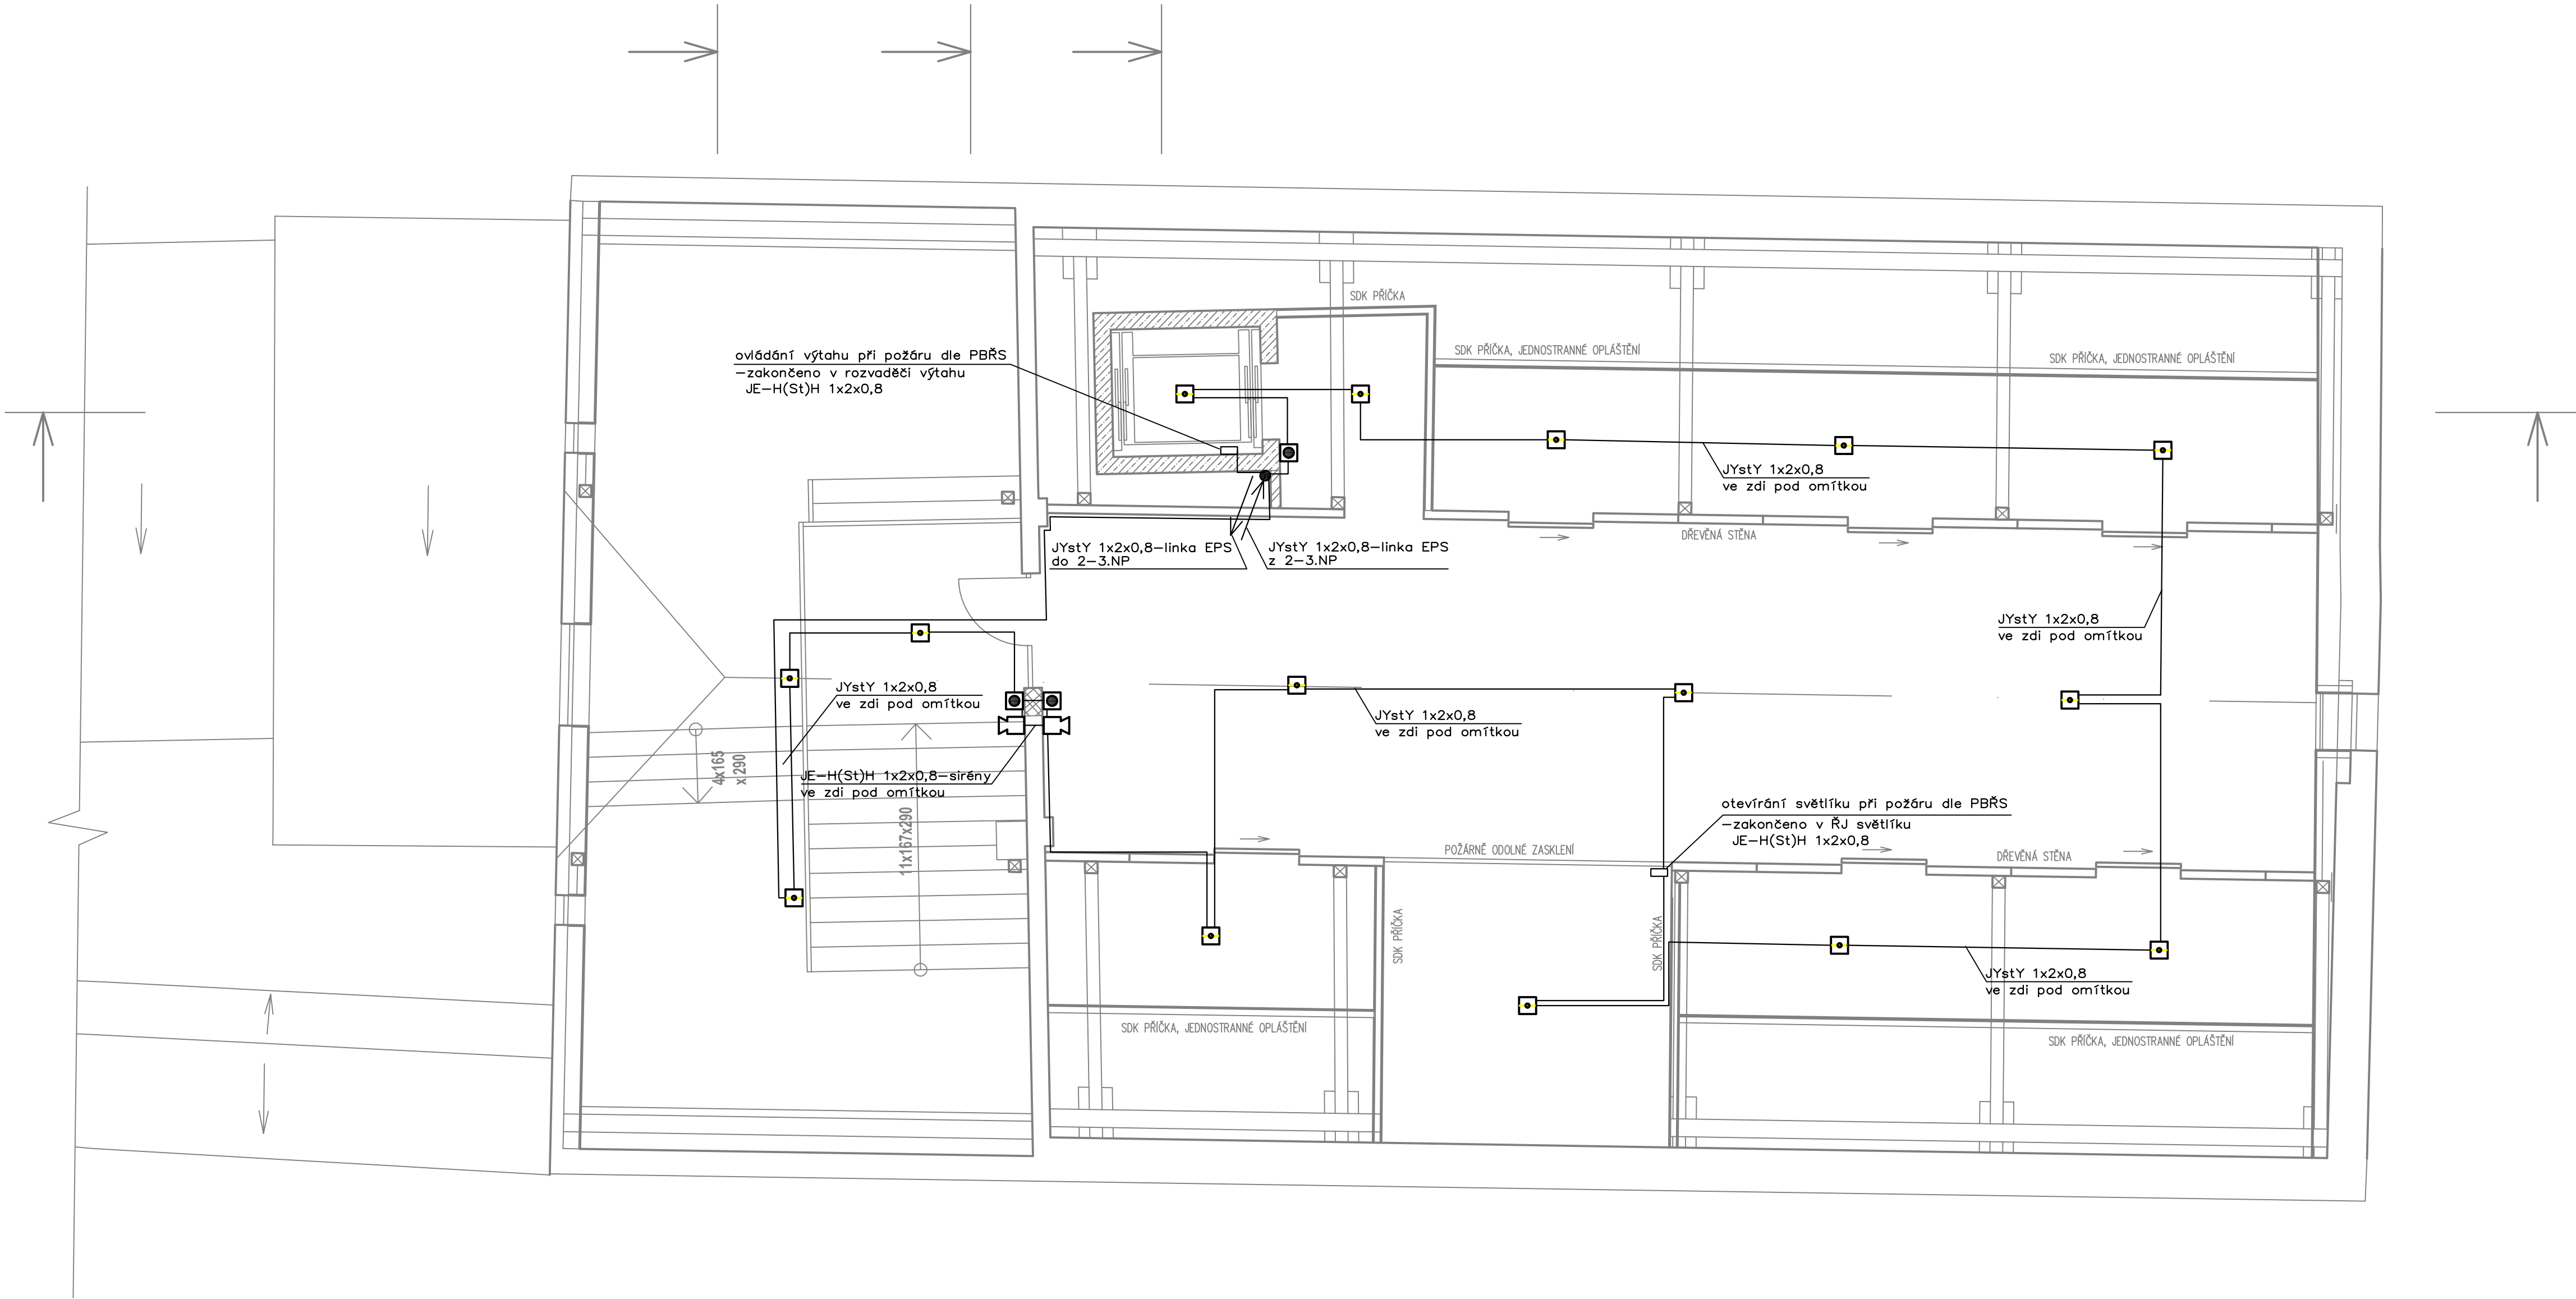 SDK PŘÍČKA
SDK PŘÍČKA, JEDNOSTRANNÉ OPLÁŠTĚNÍ
SDK PŘÍČKA, JEDNOSTRANNÉ OPLÁŠTĚNÍ
ovládání výtahu při požáru dle PBŘS
-zakončeno v rozvaděči výtahu
JE-H(St)H 1x2x0,8
JYstY 1x2x0,8
ve zdi pod omítkou
DŘEVĚNÁ STĚNA
JYstY 1x2x0,8-linka EPS
do 2-3.NP
JYstY 1x2x0,8-linka EPS
z 2-3.NP
JYstY 1x2x0,8
ve zdi pod omítkou
JYstY 1x2x0,8
ve zdi pod omítkou
JYstY 1x2x0,8
ve zdi pod omítkou
4x165
x290
JE-H(St)H 1x2x0,8-sirény
ve zdi pod omítkou
11x167x290
otevírání světlíku při požáru dle PBŘS
-zakončeno v ŘJ světlíku
JE-H(St)H 1x2x0,8
POŽÁRNĚ ODOLNÉ ZASKLENÍ
DŘEVĚNÁ STĚNA
SDK PŘÍČKA
SDK PŘÍČKA
JYstY 1x2x0,8
ve zdi pod omítkou
SDK PŘÍČKA, JEDNOSTRANNÉ OPLÁŠTĚNÍ
SDK PŘÍČKA, JEDNOSTRANNÉ OPLÁŠTĚNÍ